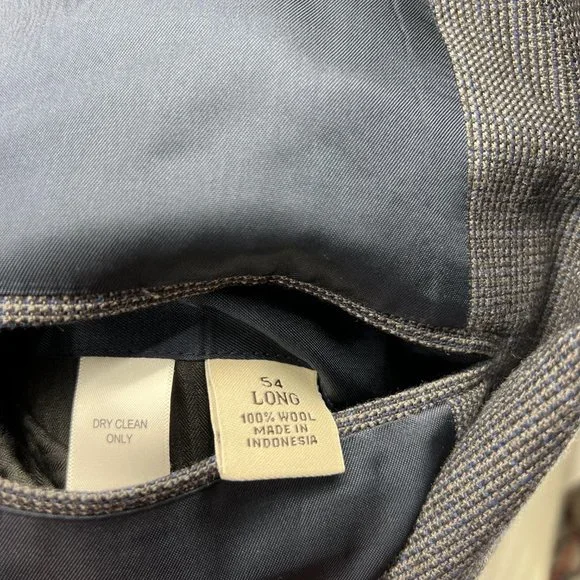 DRY CLEAN
ONLY
54
LONG
100% WOOL
MADE IN
INDONESIA